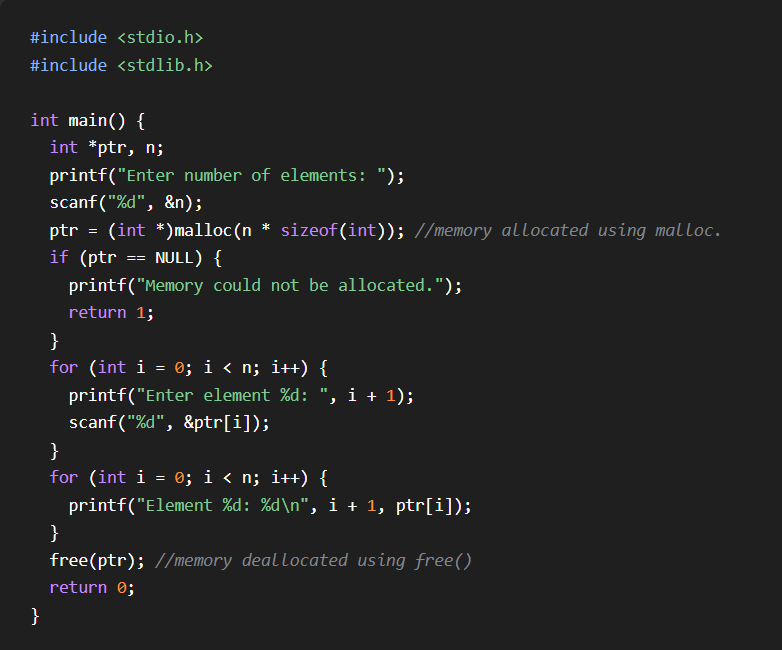 #include <stdio.h>
#include <stdlib.h>

int main() {
  int *ptr, n;
  printf("Enter number of elements: ");
  scanf("%d", &n);
  ptr = (int *)malloc(n * sizeof(int)); //memory allocated using malloc.
  if (ptr == NULL) {
    printf("Memory could not be allocated.");
    return 1;
  }
  for (int i = 0; i < n; i++) {
    printf("Enter element %d: ", i + 1);
    scanf("%d", &ptr[i]);
  }
  for (int i = 0; i < n; i++) {
    printf("Element %d: %d\n", i + 1, ptr[i]);
  }
  free(ptr); //memory deallocated using free()
  return 0;
}